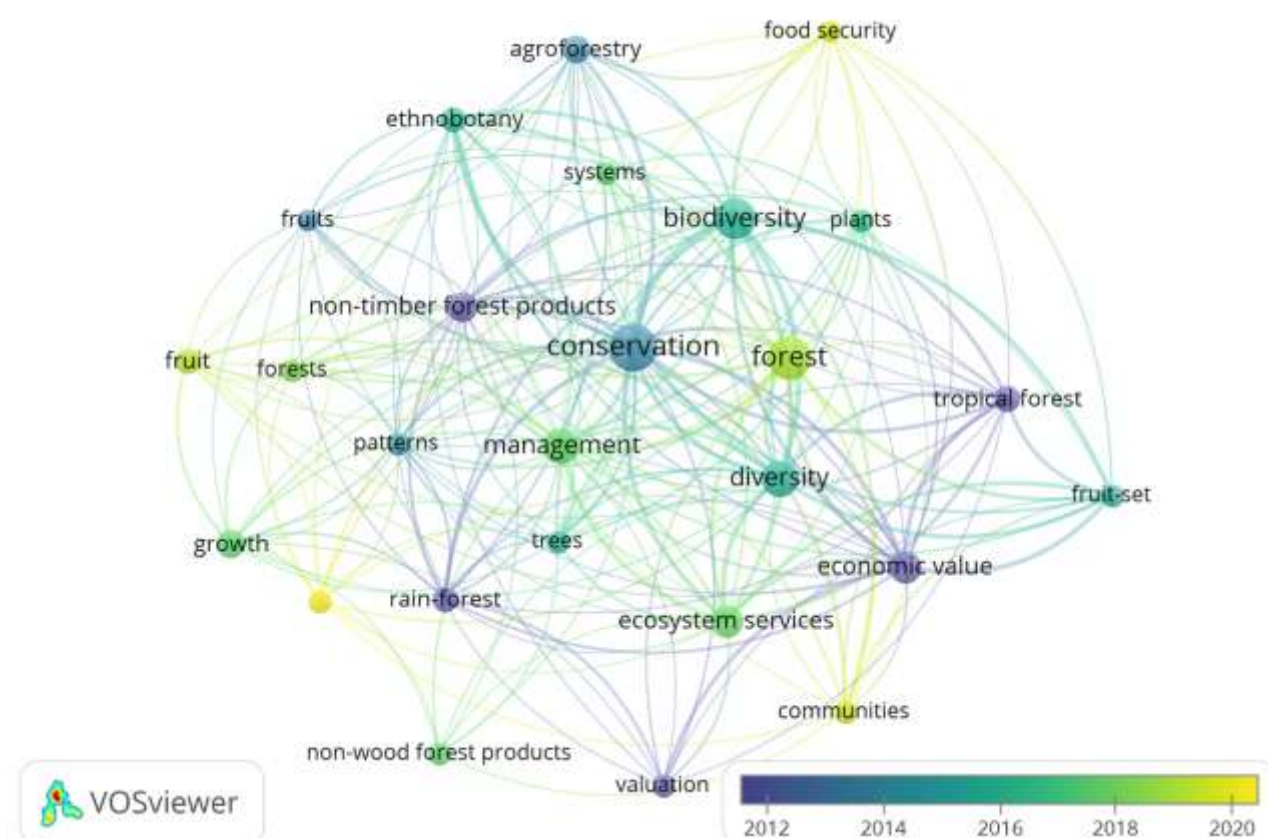 food security
agroforestry
ethnobotany
systems
biodiversity
plants
fruits
non-timber forest products
conservation
forest
fruit
forests
tropical forest
patterns
management
diversity
fruit-set
growth
trees
economic value
rain-forest
ecosystem services
communities
non-wood forest products
valuation
VOSviewer
2012 2014 2016 2018 2020